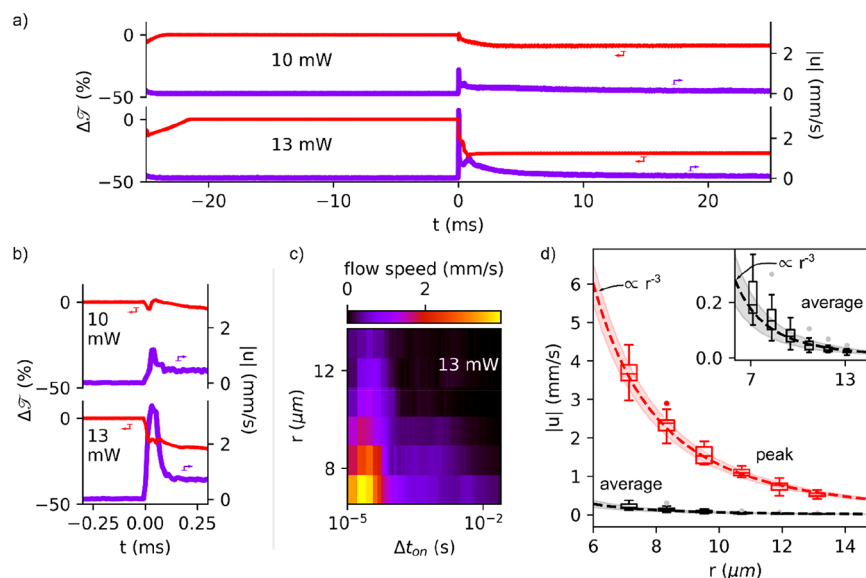 a)
0
10 mW
−50
2
0
ΔT (%)
|u| (mm/s)
0
13 mW
−50
2
0
−20
−10
0
10
20
t (ms)
b)
0
10
mW
−50
2
0
ΔT (%)
|u| (mm/s)
0
13
mW
−50
2
0
−0.30
0.00
0.30
t (ms)
c)
flow speed (mm/s)
0
2
13 mW
12
10
8
r (μm)
10⁻⁵
10⁻²
Δt_on (s)
d)
6
5
4
3
2
1
0
|u| (mm/s)
∝ r⁻³
peak
average
6
8
10
12
14
r (μm)
∝ r⁻³
average
0.2
0.0
7
13